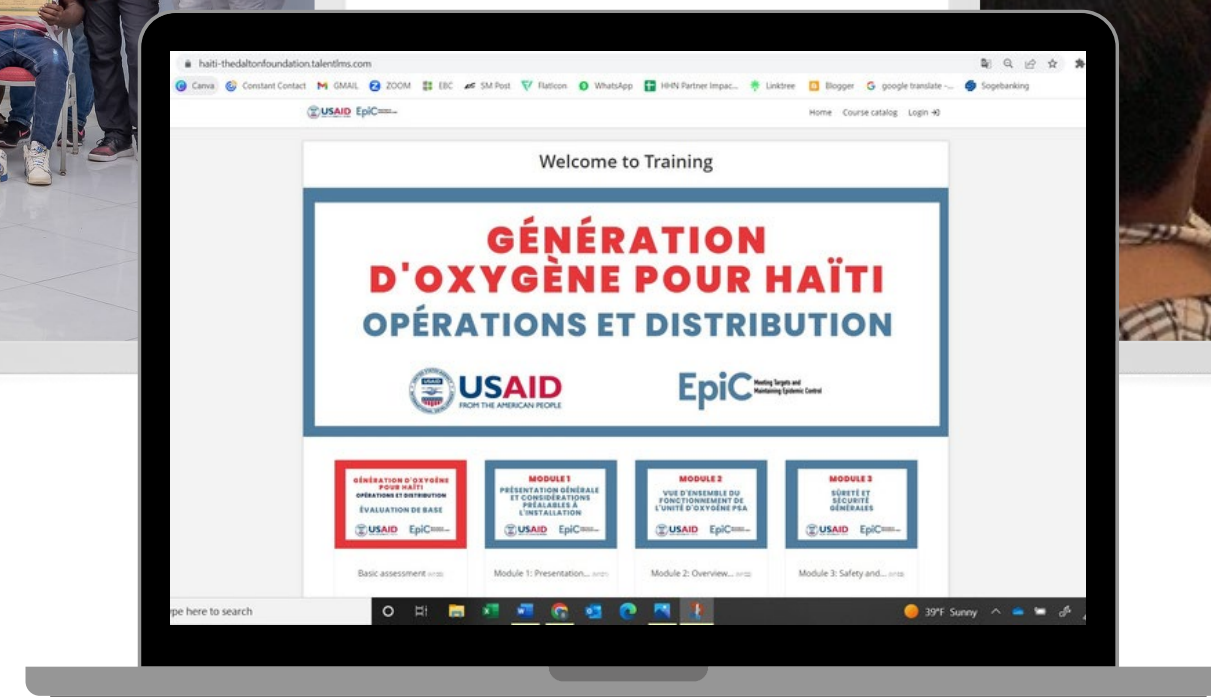 haiti-thedaltonfoundation.talentlms.com
Canva Constant Contact GMAIL ZOOM EBC SM Post Flaticon WhatsApp HHN Partner Impac... Linktree Blogger google translate -... Sogebanking
USAID EpiC Home Course catalog Login
Welcome to Training
GÉNÉRATION
D'OXYGÈNE POUR HAÏTI
OPÉRATIONS ET DISTRIBUTION
USAID
FROM THE AMERICAN PEOPLE
EpiC
Meeting Targets and
Maintaining Epidemic Control
GÉNÉRATION D'OXYGÈNE
POUR HAÏTI
OPÉRATIONS ET DISTRIBUTION
ÉVALUATION DE BASE
USAID EpiC
Basic assessment
MODULE 1
PRÉSENTATION GÉNÉRALE
ET CONSIDÉRATIONS
PRÉALABLES À
L'INSTALLATION
USAID EpiC
Module 1: Presentation...
MODULE 2
VUE D'ENSEMBLE DU
FONCTIONNEMENT DE
L'UNITÉ D'OXYGÈNE PSA
USAID EpiC
Module 2: Overview...
MODULE 3
SÛRETÉ ET
SÉCURITÉ
GÉNÉRALES
USAID EpiC
Module 3: Safety and...
ype here to search
39°F Sunny